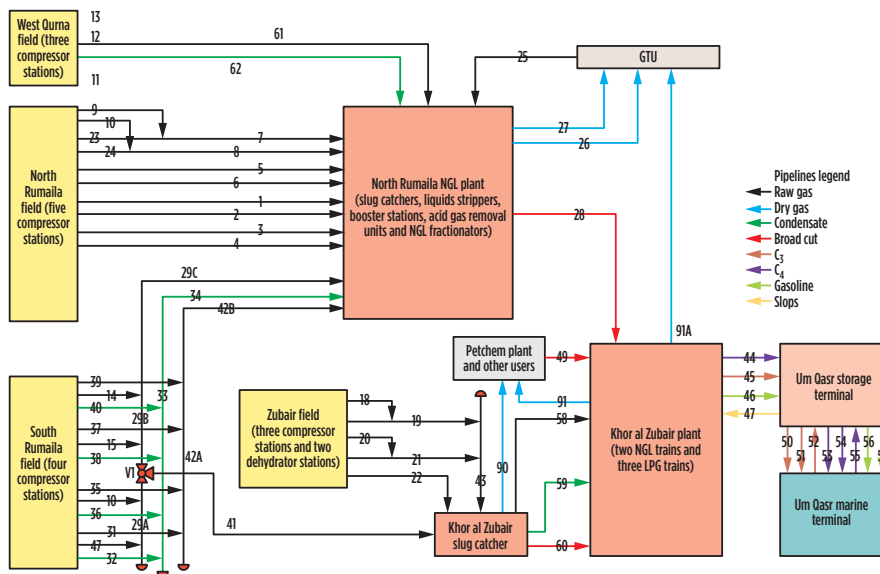 13
West Qurna
field (three
compressor
stations)
12
61
62
11
25
GTU
9
10
23
24
7
8
5
6
1
2
3
4
North
Rumaila
field (five
compressor
stations)
North Rumaila NGL plant
(slug catchers, liquids strippers,
booster stations, acid gas removal
units and NGL fractionators)
27
26
28
Pipelines legend
Raw gas
Dry gas
Condensate
Broad cut
C3
C4
Gasoline
Slops
29C
34
42B
91A
39
14
40
33
29B
37
15
38
42A
V1
35
10
36
29A
31
47
32
South
Rumaila
field (four
compressor
stations)
41
Zubair field
(three compressor
stations and two
dehydrator stations)
18
19
20
21
22
43
90
Petchem plant
and other users
49
91
58
59
60
Khor al Zubair
slug catcher
Khor al Zubair plant
(two NGL trains and
three LPG trains)
44
45
46
47
Um Qasr storage
terminal
50
51
52
53
54
55
56
Um Qasr marine
terminal